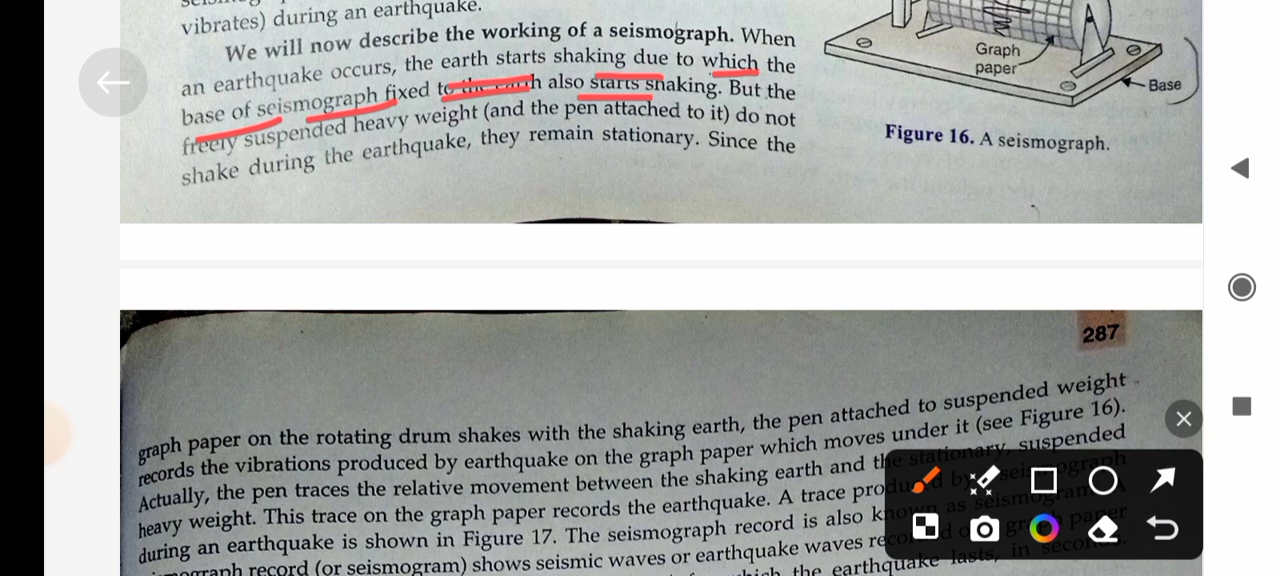 vibrates) during an earthquake.
We will now describe the working of a seismograph. When
an earthquake occurs, the earth starts shaking due to which the
base of seismograph fixed to the earth also starts shaking. But the
freely suspended heavy weight (and the pen attached to it) do not
shake during the earthquake, they remain stationary. Since the
Graph
paper
Base
Figure 16. A seismograph.
287
graph paper on the rotating drum shakes with the shaking earth, the pen attached to suspended weight
records the vibrations produced by earthquake on the graph paper which moves under it (see Figure 16).
Actually, the pen traces the relative movement between the shaking earth and the stationary, suspended
heavy weight. This trace on the graph paper records the earthquake. A trace produced by seismograph
during an earthquake is shown in Figure 17. The seismograph record is also known as seismogram. A
record (or seismogram) shows seismic waves or earthquake waves recorded on graph paper
the earthquake lasts, in